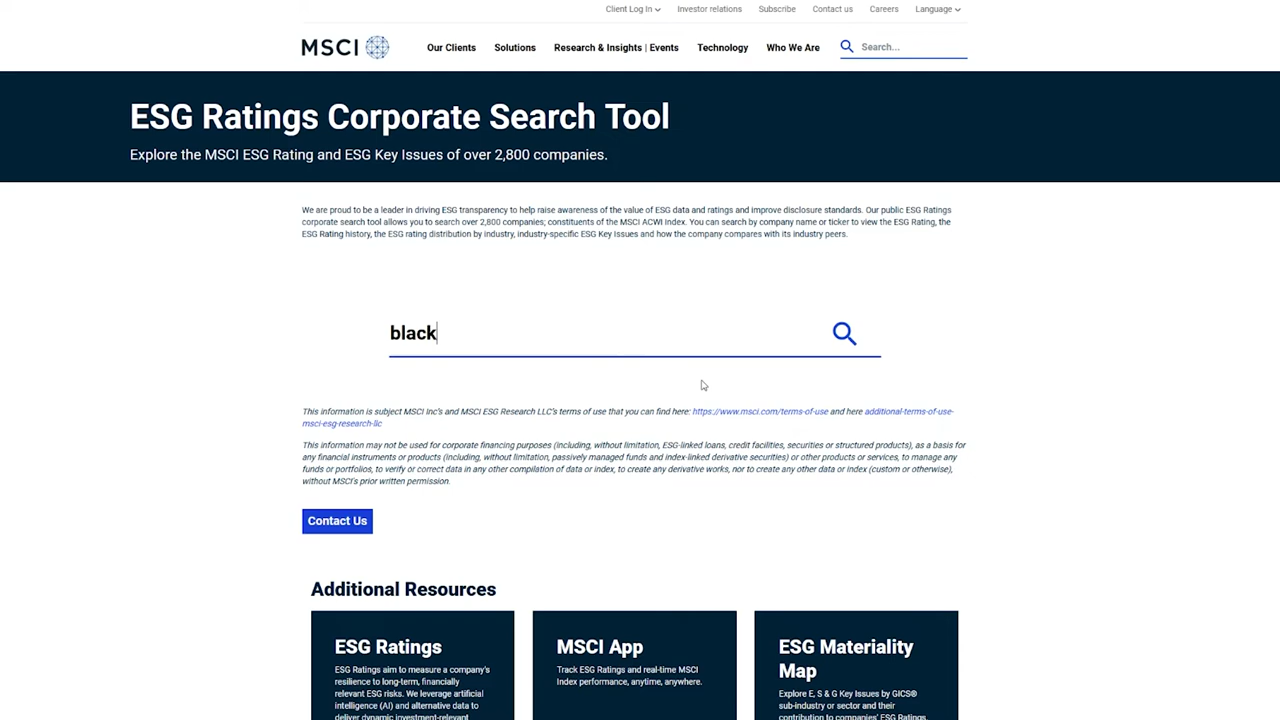 Client Log In
Investor relations
Subscribe
Contact us
Careers
Language
MSCI
Our Clients
Solutions
Research & Insights | Events
Technology
Who We Are
Search...
ESG Ratings Corporate Search Tool
Explore the MSCI ESG Rating and ESG Key Issues of over 2,800 companies.
We are proud to be a leader in driving ESG transparency to help raise awareness of the value of ESG data and ratings and improve disclosure standards. Our public ESG Ratings
corporate search tool allows you to search over 2,800 companies; constituents of the MSCI ACWI Index. You can search by company name or ticker to view the ESG Rating, the
ESG Rating history, the ESG rating distribution by industry, industry-specific ESG Key Issues and how the company compares with its industry peers.
black
This information is subject MSCI Inc's and MSCI ESG Research LLC's terms of use that you can find here: https://www.msci.com/terms-of-use and here additional-terms-of-use-
msci-esg-research-llc
This information may not be used for corporate financing purposes (including, without limitation, ESG-linked loans, credit facilities, securities or structured products), as a basis for
any financial instruments or products (including, without limitation, passively managed funds and index-linked derivative securities) or other products or services, to manage any
funds or portfolios, to verify or correct data in any other compilation of data or index, to create any derivative works, nor to create any other data or index (custom or otherwise),
without MSCI's prior written permission.
Contact Us
Additional Resources
ESG Ratings
ESG Ratings aim to measure a company's
resilience to long-term, financially
relevant ESG risks. We leverage artificial
intelligence (AI) and alternative data to
deliver dynamic investment-relevant
MSCI App
Track ESG Ratings and real-time MSCI
Index performance, anytime, anywhere.
ESG Materiality
Map
Explore E, S & G Key Issues by GICS®
sub-industry or sector and their
contribution to companies' ESG Ratings.